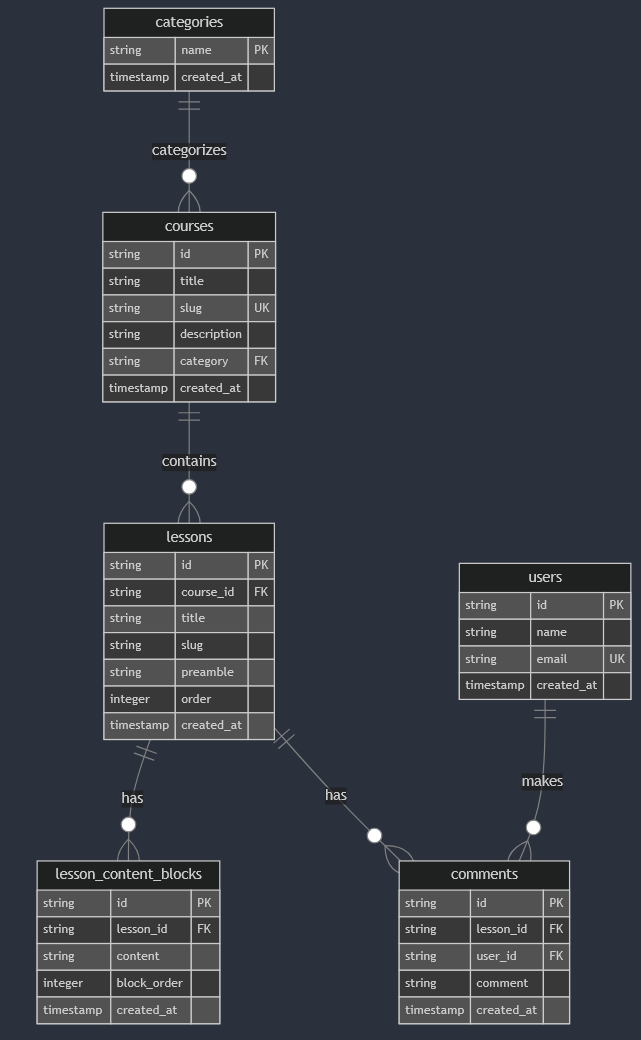 categories
string name PK
timestamp created_at
categorizes
courses
string id PK
string title
string slug UK
string description
string category FK
timestamp created_at
contains
lessons
string id PK
string course_id FK
string title
string slug
string preamble
integer order
timestamp created_at
users
string id PK
string name
string email UK
timestamp created_at
has
has
makes
lesson_content_blocks
string id PK
string lesson_id FK
string content
integer block_order
timestamp created_at
comments
string id PK
string lesson_id FK
string user_id FK
string comment
timestamp created_at